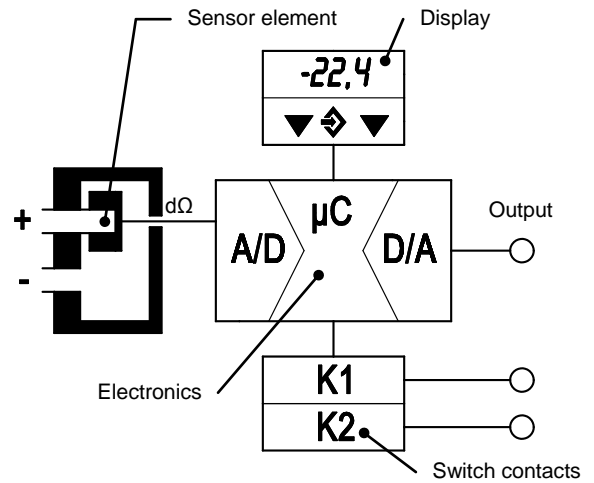 Sensor element
Display
-22,4
dΩ
+
-
A/D
µC
D/A
Output
K1
K2
Electronics
Switch contacts